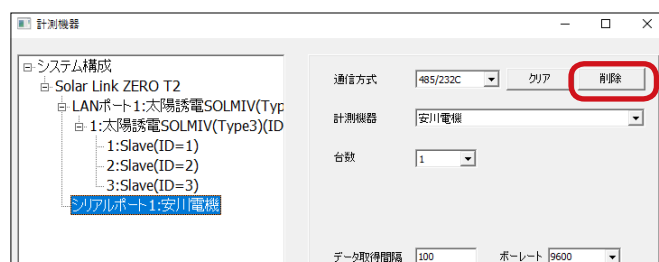 計測機器
システム構成
Solar Link ZERO T2
LANポート1:太陽誘電SOLMIV(Typ
1:太陽誘電SOLMIV(Type3)(ID
1:Slave(ID=1)
2:Slave(ID=2)
3:Slave(ID=3)
シリアルポート1:安川電機
通信方式 485/232C クリア 削除
計測機器 安川電機
台数 1
データ取得間隔 100 ボーレート 9600